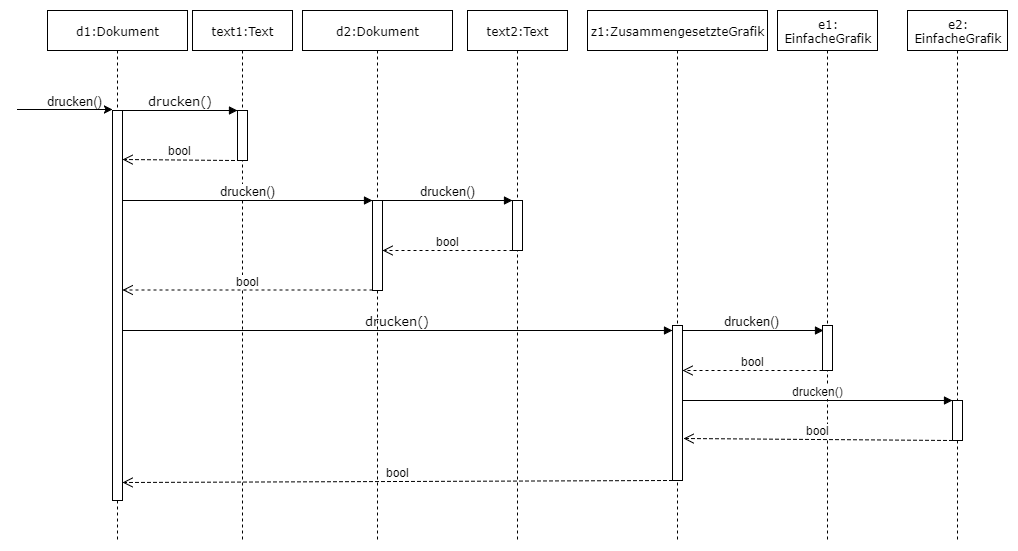 d1:Dokument
text1:Text
d2:Dokument
text2:Text
z1:ZusammengesetzteGrafik
e1:
EinfacheGrafik
e2:
EinfacheGrafik
drucken()
drucken()
bool
drucken()
drucken()
bool
bool
drucken()
drucken()
bool
drucken()
bool
bool